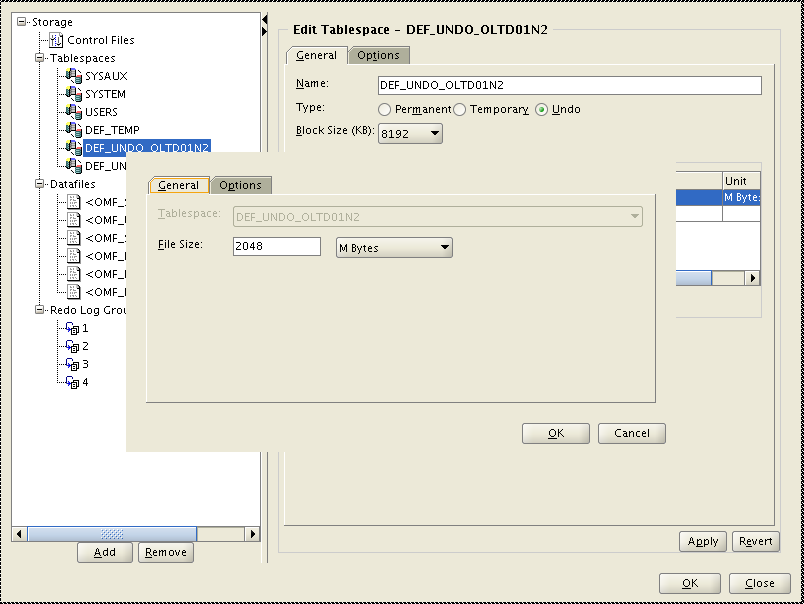 Storage
Control Files
Tablespaces
SYSAUX
SYSTEM
USERS
DEF_TEMP
DEF_UNDO_OLTD01N2
DEF_UN
Datafiles
<OMF_
<OMF_
<OMF_
<OMF_
<OMF_
<OMF_
Redo Log Grou
1
2
3
4
Add Remove
Edit Tablespace - DEF_UNDO_OLTD01N2
General Options
Name: DEF_UNDO_OLTD01N2
Type: Permanent Temporary Undo
Block Size (KB): 8192
Unit
M Bytes
General Options
Tablespace: DEF_UNDO_OLTD01N2
File Size: 2048 M Bytes
OK Cancel
Apply Revert
OK Close